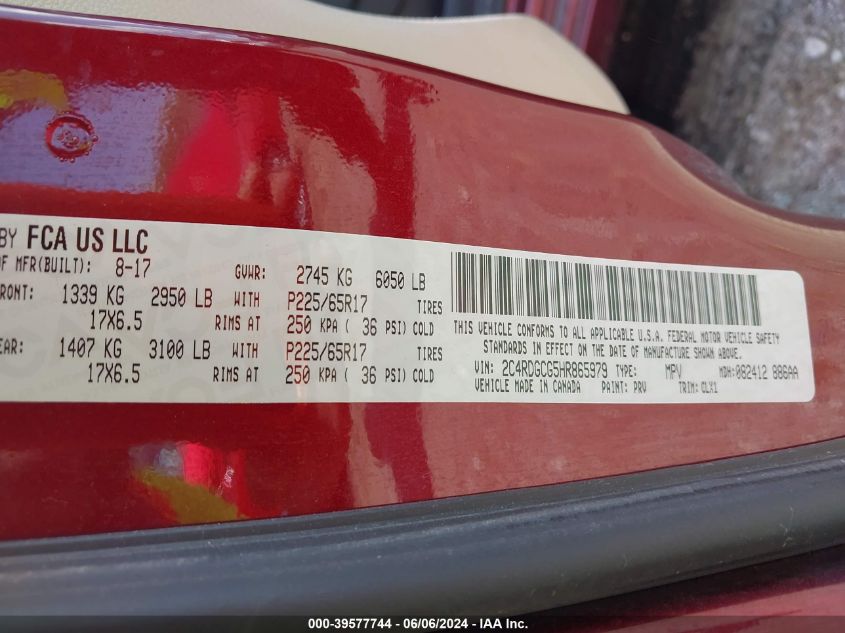 BY FCA US LLC
OF MFR(BUILT): 8-17 GVWR: 2745 KG 6050 LB
FRONT: 1339 KG 2950 LB WITH P225/65R17 TIRES
17X6.5 RIMS AT 250 KPA ( 36 PSI) COLD
EAR: 1407 KG 3100 LB WITH P225/65R17 TIRES
17X6.5 RIMS AT 250 KPA ( 36 PSI) COLD
THIS VEHICLE CONFORMS TO ALL APPLICABLE U.S.A. FEDERAL MOTOR VEHICLE SAFETY
STANDARDS IN EFFECT ON THE DATE OF MANUFACTURE SHOWN ABOVE.
VIN: 2C4RDGCG5HR865979 TYPE: MPV MDH:082412 886AA
VEHICLE MADE IN CANADA PAINT: PRV TRIM: CLX1
000-39577744 - 06/06/2024 - IAA Inc.